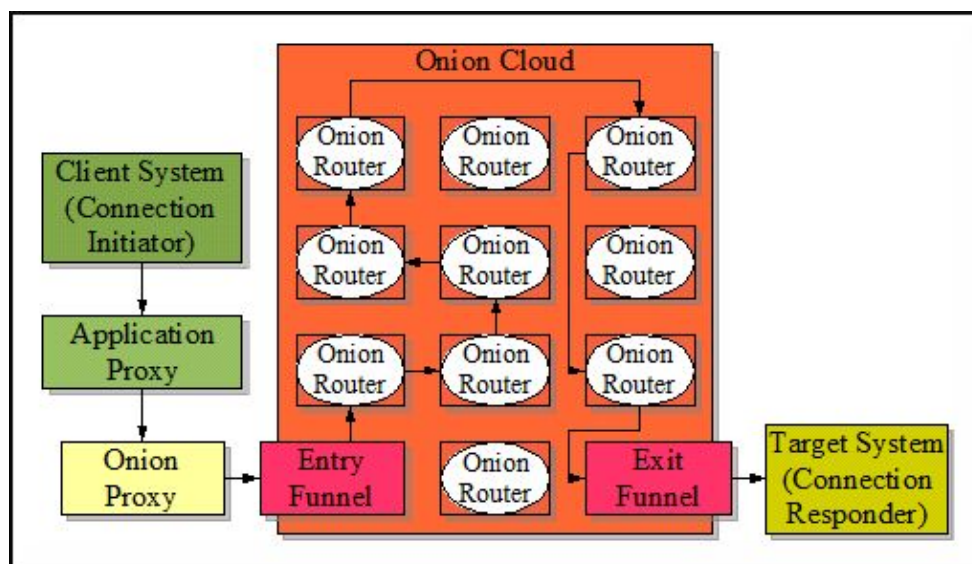 Onion Cloud
Onion
Router
Onion
Router
Onion
Router
Client System
(Connection
Initiator)
Onion
Router
Onion
Router
Onion
Router
Application
Proxy
Onion
Router
Onion
Router
Onion
Router
Onion
Proxy
Entry
Funnel
Onion
Router
Exit
Funnel
Target System
(Connection
Responder)